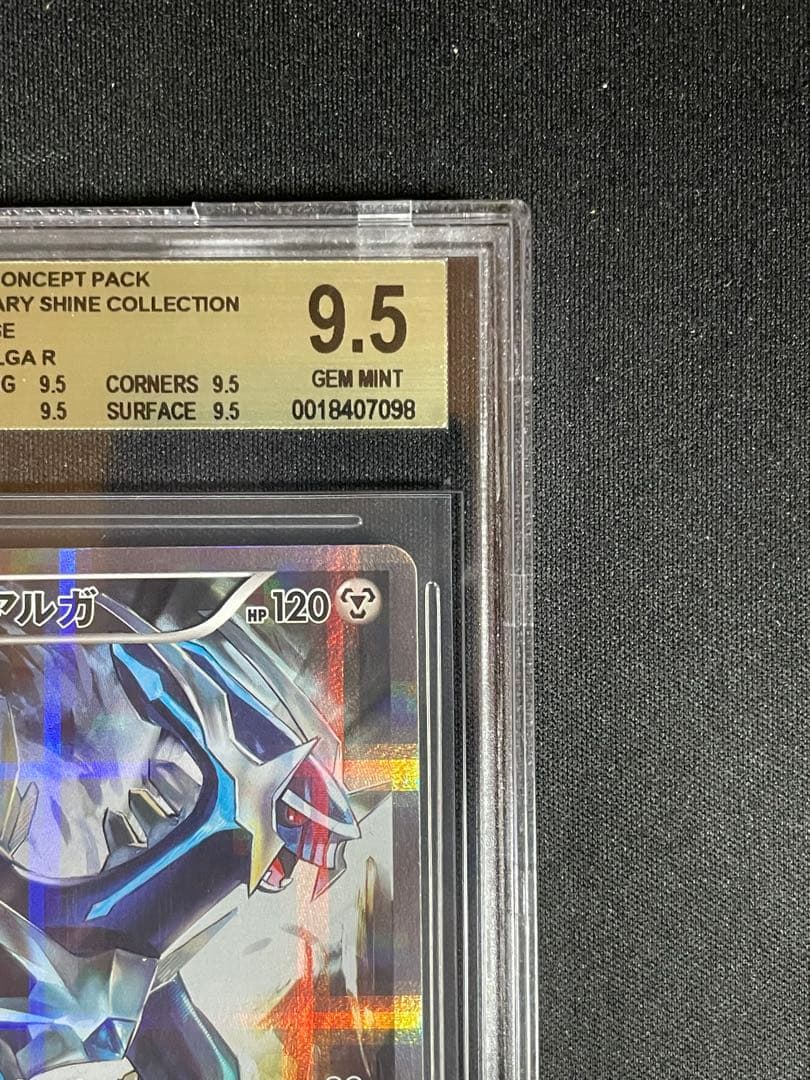 ONCEPT PACK
ARY SHINE COLLECTION
SE
LGA R
G 9.5 CORNERS 9.5
9.5 SURFACE 9.5
9.5
GEM MINT
0018407098
アルガ
HP 120